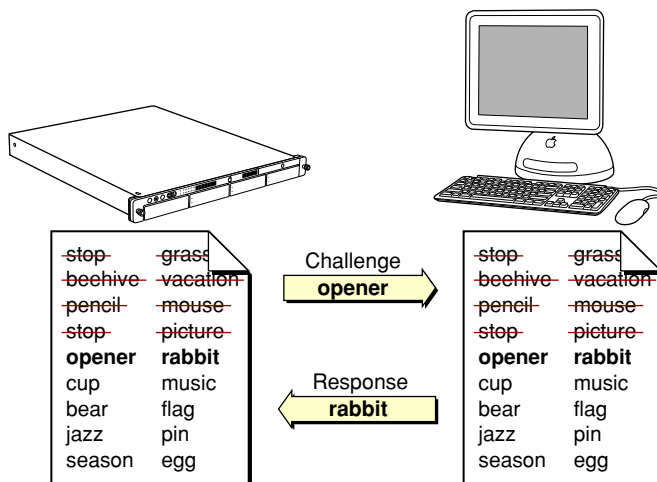 stop grass
beehive vacation
pencil mouse
stop picture
opener rabbit
cup music
bear flag
jazz pin
season egg
Challenge
opener
Response
rabbit
stop grass
beehive vacation
pencil mouse
stop picture
opener rabbit
cup music
bear flag
jazz pin
season egg